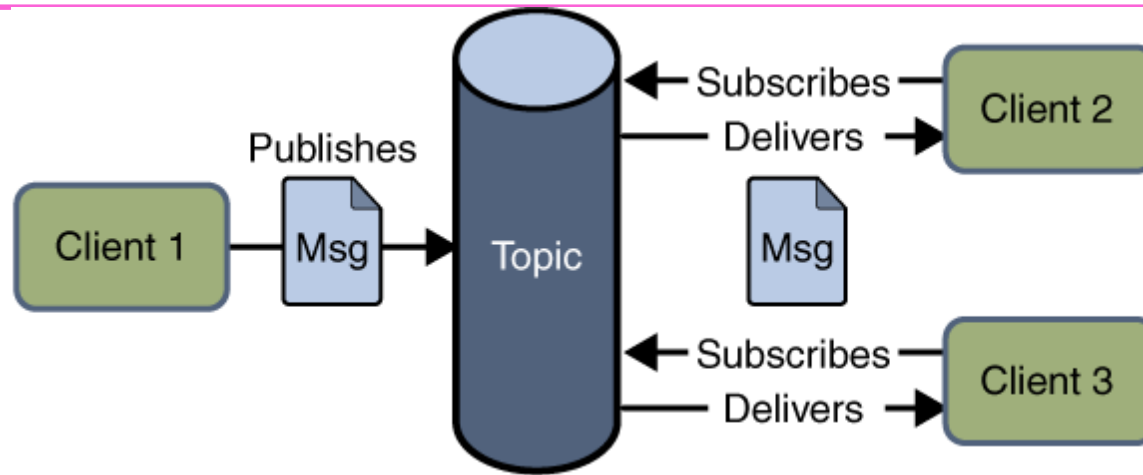 Publishes
Client 1
Msg
Topic
Subscribes
Delivers
Client 2
Msg
Subscribes
Delivers
Client 3